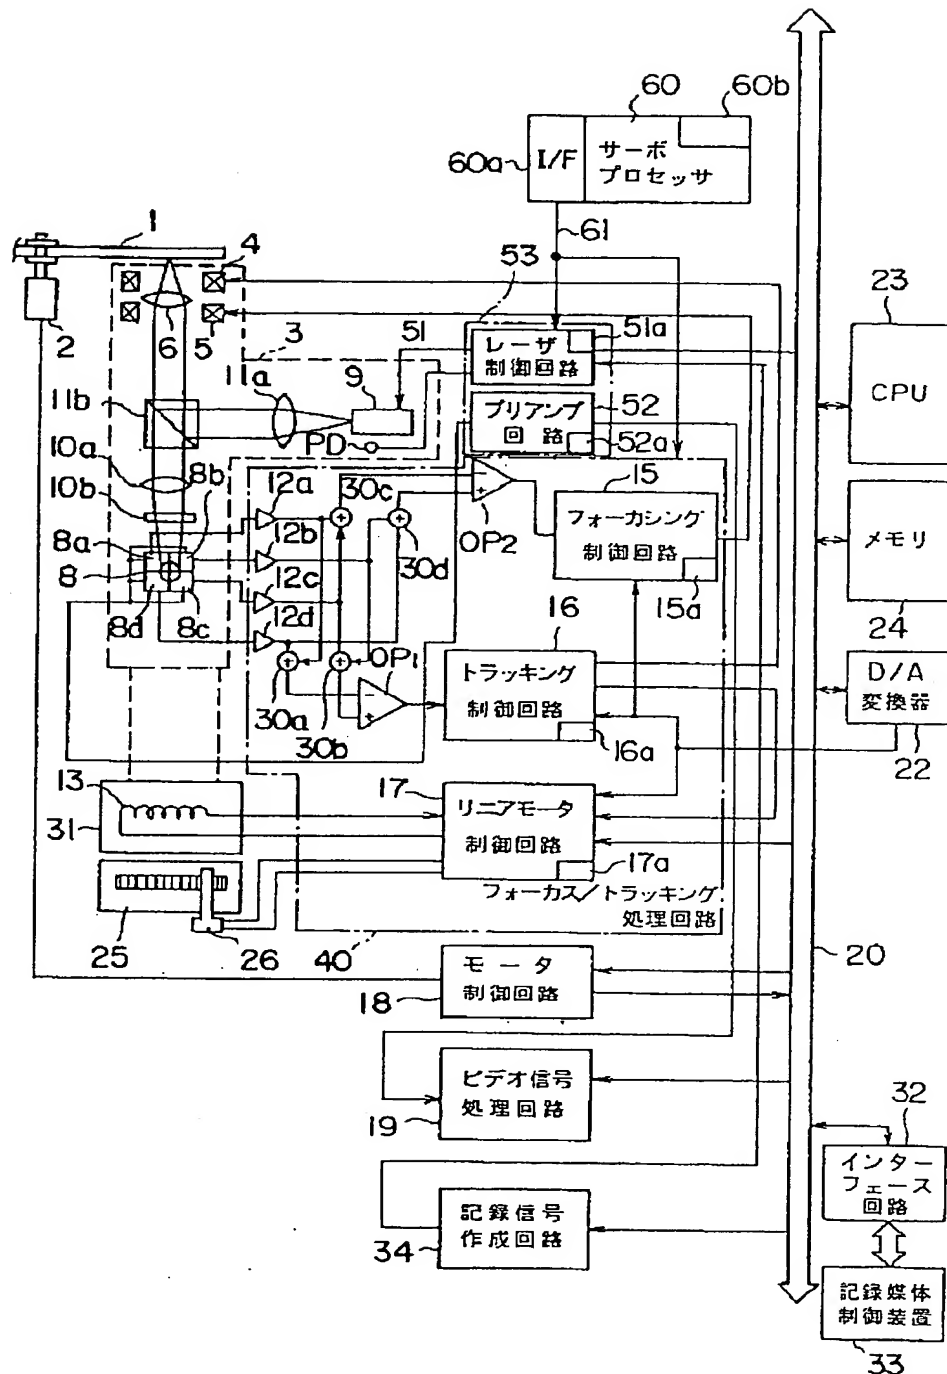 60
60b
60a
I/F
サーボ
プロセッサ
61
53
1
4
2
6
5
3
51
51a
レーザ
制御回路
11a
9
11b
PD
プリアンプ
回路
52
52a
10a
8b
10b
12a
30c
OP2
15
フォーカシング
制御回路
15a
8a
8
12b
30d
12c
12d
8d
8c
16
OP1
トラッキング
制御回路
16a
30a
30b
23
CPU
メモリ
24
D/A
変換器
22
13
31
17
リニアモータ
制御回路
17a
フォーカス/トラッキング
処理回路
25
26
40
モータ
制御回路
18
20
ビデオ信号
処理回路
19
32
インター
フェース
回路
記録信号
作成回路
34
記録媒体
制御装置
33